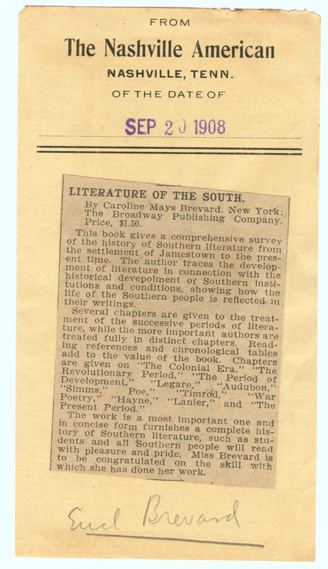 FROM
The Nashville American
NASHVILLE, TENN.
OF THE DATE OF
SEP 20 1908
LITERATURE OF THE SOUTH.
By Caroline Mays Brevard. New York:
The Broadway Publishing Company.
Price, $1.50.
This book gives a comprehensive survey
of the history of Southern literature from
the settlement of Jamestown to the pres-
ent time. The author traces the develop-
ment of literature in connection with the
historical devepolment of Southern insti-
tutions and conditions, showing how the
life of the Southern people is reflected in
their writings.
Several chapters are given to the treat-
ment of the successive periods of litera-
ture, while the more important authors are
treated fully in distinct chapters. Read-
ing references and chronological tables
add to the value of the book. Chapters
are given on "The Colonial Era," "The
Revolutionary Period," "The Period of
Development," "Legare," "Audubon,"
"Simms," Poe," "Timrod," "War
Poetry," "Hayne," "Lanier," and "The
Present Period."
The work is a most important one and
in concise form furnishes a complete his-
tory of Southern literature, such as stu-
dents and all Southern people will read
with pleasure and pride. Miss Brevard is
to be congratulated on the skill with
which she has done her work.
Brevard